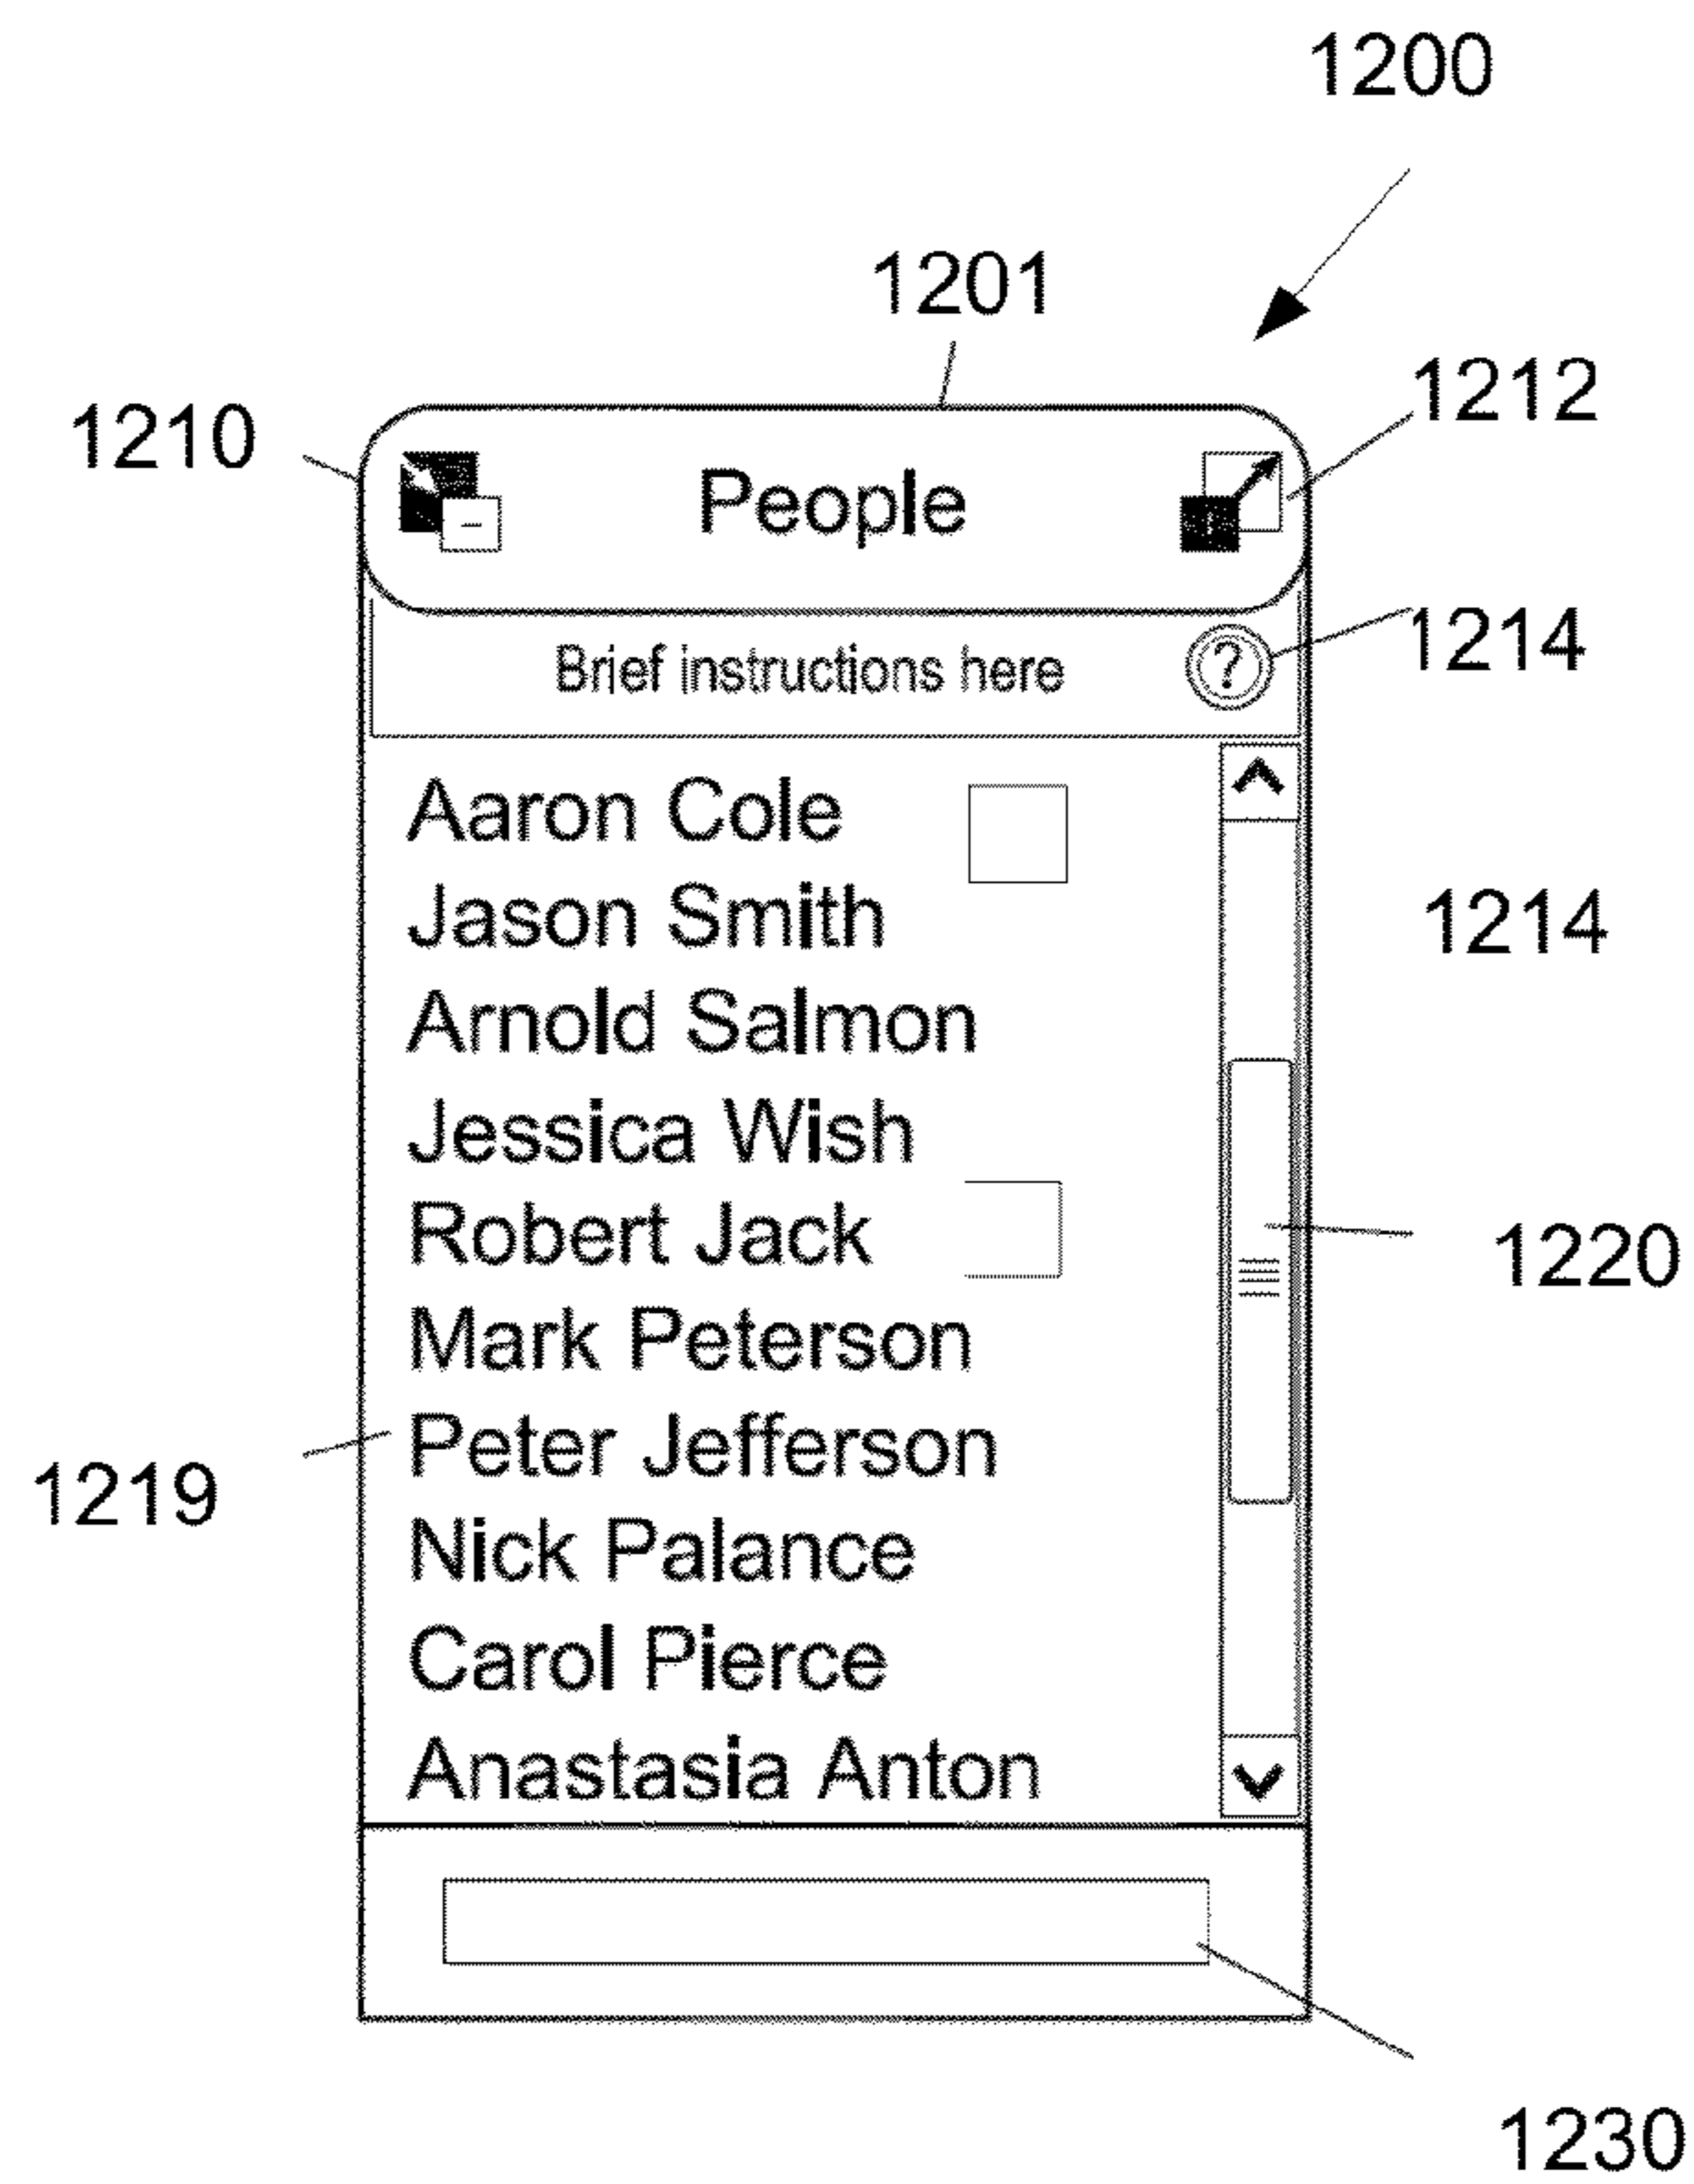 1200
1201
1212
1210
People
1214
Brief instructions here
?
Aaron Cole
Jason Smith
1214
Arnold Salmon
Jessica Wish
Robert Jack
1220
Mark Peterson
Peter Jefferson
1219
Nick Palance
Carol Pierce
Anastasia Anton
1230